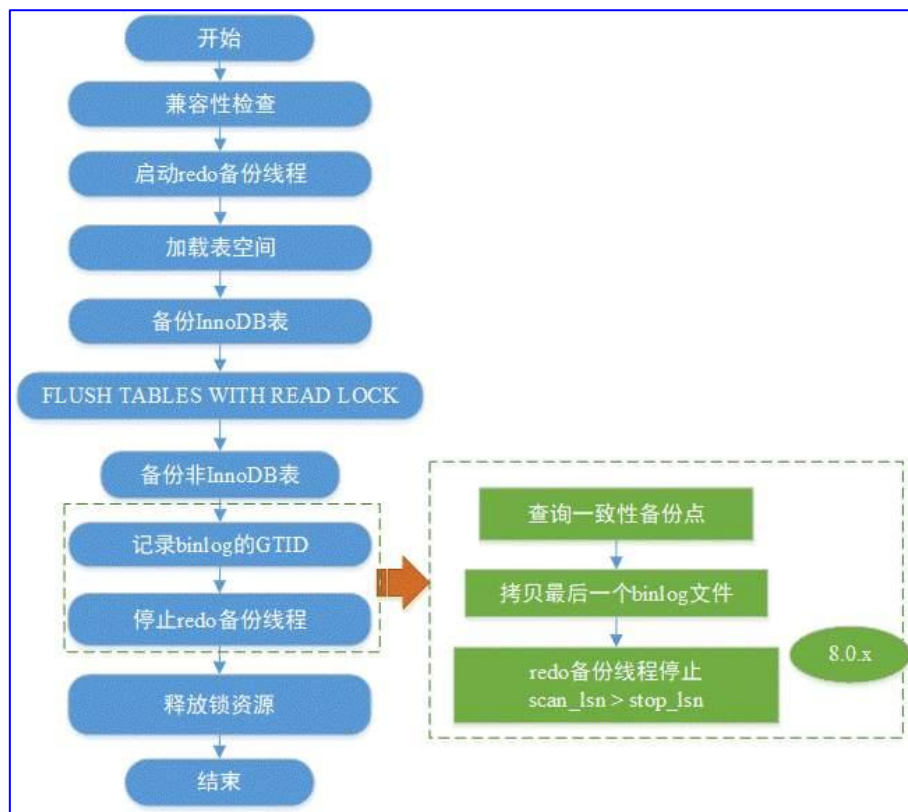 开始
兼容性检查
启动redo备份线程
加载表空间
备份InnoDB表
FLUSH TABLES WITH READ LOCK
备份非InnoDB表
记录binlog的GTID
停止redo备份线程
释放锁资源
结束
查询一致性备份点
拷贝最后一个binlog文件
redo备份线程停止
scan_lsn > stop_lsn
8.0.x